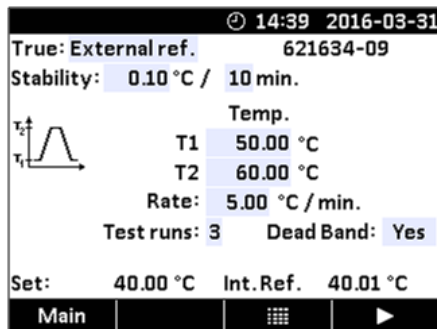 14:39 2016-03-31
True: External ref. 621634-09
Stability: 0.10 °C / 10 min.
Temp.
T2
T1
T1 50.00 °C
T2 60.00 °C
Rate: 5.00 °C / min.
Test runs: 3 Dead Band: Yes
Set: 40.00 °C Int. Ref. 40.01 °C
Main